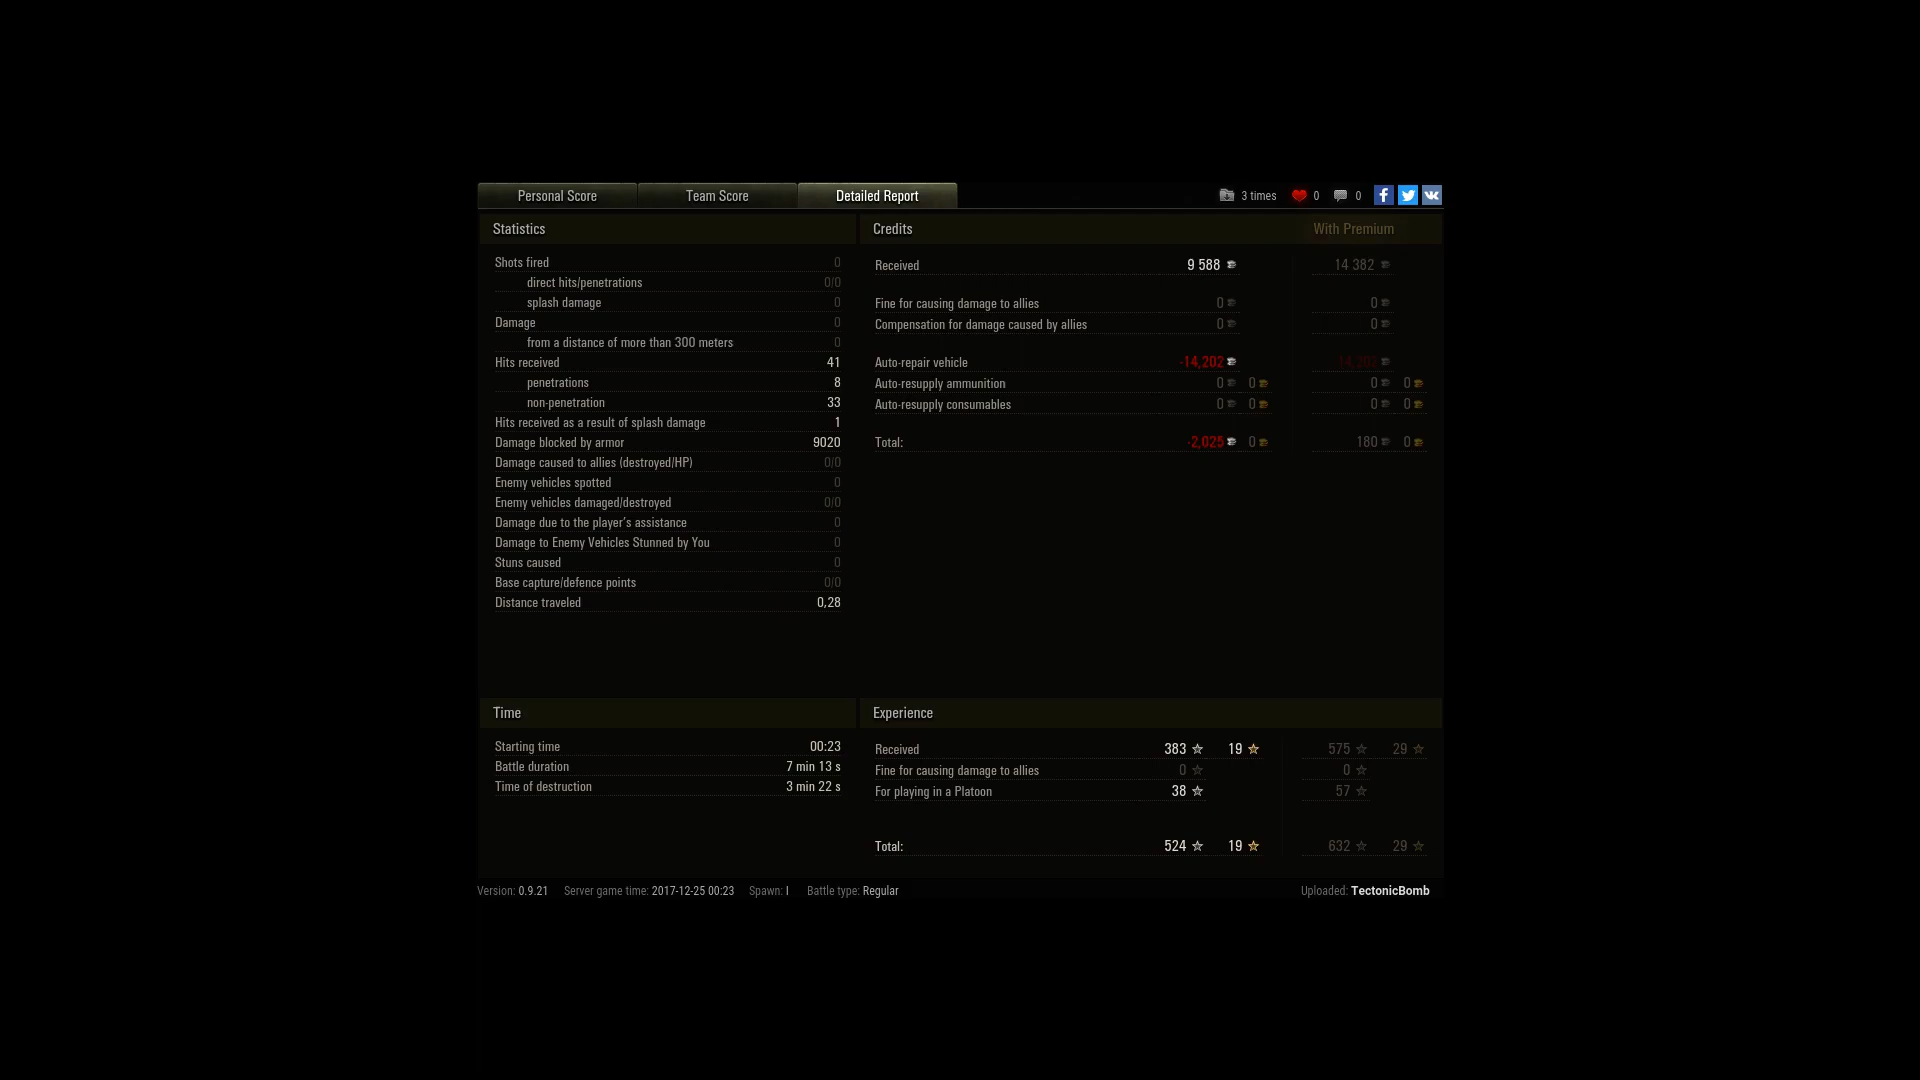 Personal Score Team Score Detailed Report 3 times 0 0
Statistics
Shots fired 0
direct hits/penetrations 0/0
splash damage 0
Damage 0
from a distance of more than 300 meters 0
Hits received 41
penetrations 8
non-penetration 33
Hits received as a result of splash damage 1
Damage blocked by armor 9020
Damage caused to allies (destroyed/HP) 0/0
Enemy vehicles spotted 0
Enemy vehicles damaged/destroyed 0/0
Damage due to the player's assistance 0
Damage to Enemy Vehicles Stunned by You 0
Stuns caused 0
Base capture/defence points 0/0
Distance traveled 0,28
Credits With Premium
Received 9 588 14 382
Fine for causing damage to allies 0 0
Compensation for damage caused by allies 0 0
Auto-repair vehicle -14,202 -14,202
Auto-resupply ammunition 0 0 0 0
Auto-resupply consumables 0 0 0 0
Total: -2,025 0 180 0
Time
Starting time 00:23
Battle duration 7 min 13 s
Time of destruction 3 min 22 s
Experience
Received 383 19 575 29
Fine for causing damage to allies 0 0
For playing in a Platoon 38 57
Total: 524 19 632 29
Version: 0.9.21 Server game time: 2017-12-25 00:23 Spawn: I Battle type: Regular Uploaded: TectonicBomb